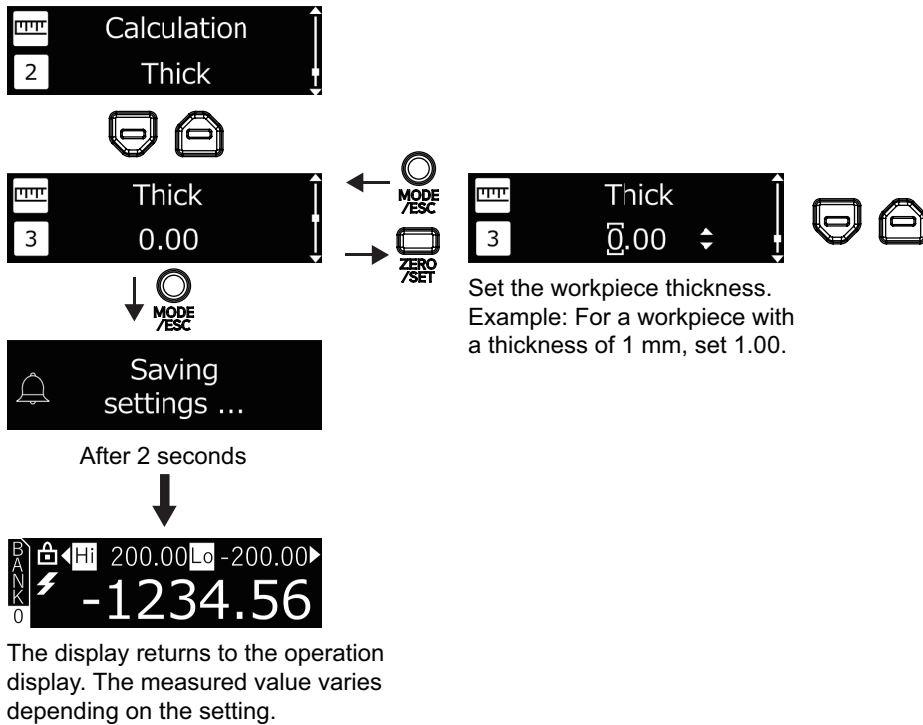 Calculation
2 Thick
Thick
3 0.00
MODE
/ESC
ZERO
/SET
Thick
3 0.00
Set the workpiece thickness.
Example: For a workpiece with
a thickness of 1 mm, set 1.00.
MODE
/ESC
Saving
settings ...
After 2 seconds
BANK
0
Hi 200.00 Lo -200.00
-1234.56
The display returns to the operation
display. The measured value varies
depending on the setting.